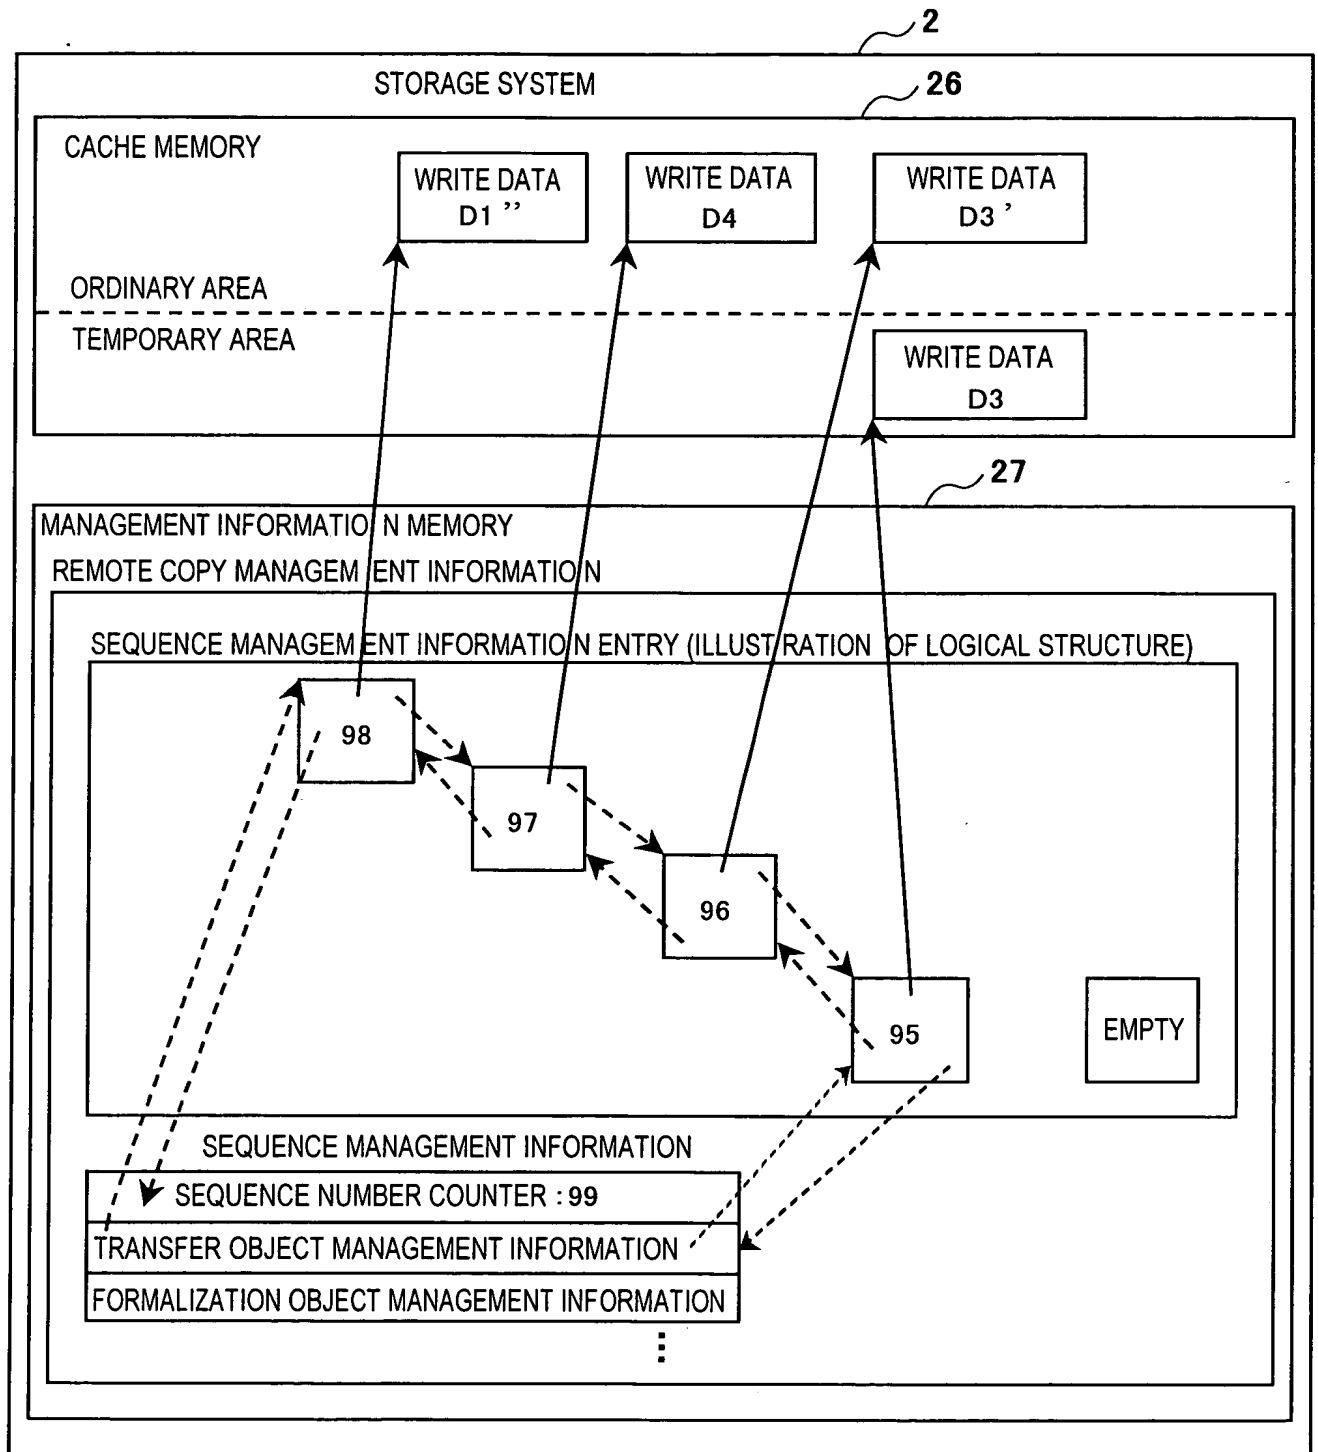 2
STORAGE SYSTEM
26
CACHE MEMORY
WRITE DATA
D1''
WRITE DATA
D4
WRITE DATA
D3'
ORDINARY AREA
TEMPORARY AREA
WRITE DATA
D3
27
MANAGEMENT INFORMATION MEMORY
REMOTE COPY MANAGEMENT INFORMATION
SEQUENCE MANAGEMENT INFORMATION ENTRY (ILLUSTRATION OF LOGICAL STRUCTURE)
98
97
96
95
EMPTY
SEQUENCE MANAGEMENT INFORMATION
SEQUENCE NUMBER COUNTER : 99
TRANSFER OBJECT MANAGEMENT INFORMATION
FORMALIZATION OBJECT MANAGEMENT INFORMATION
⋮